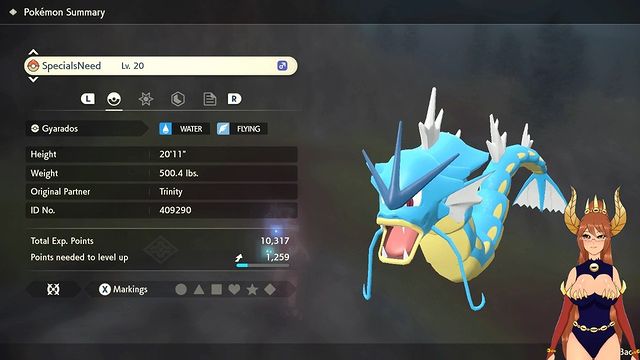 Pokémon Summary
SpecialsNeed Lv. 20
L R
Gyarados WATER FLYING
Height 20'11"
Weight 500.4 lbs.
Original Partner Trinity
ID No. 409290
Total Exp. Points 10,317
Points needed to level up 1,259
X Markings